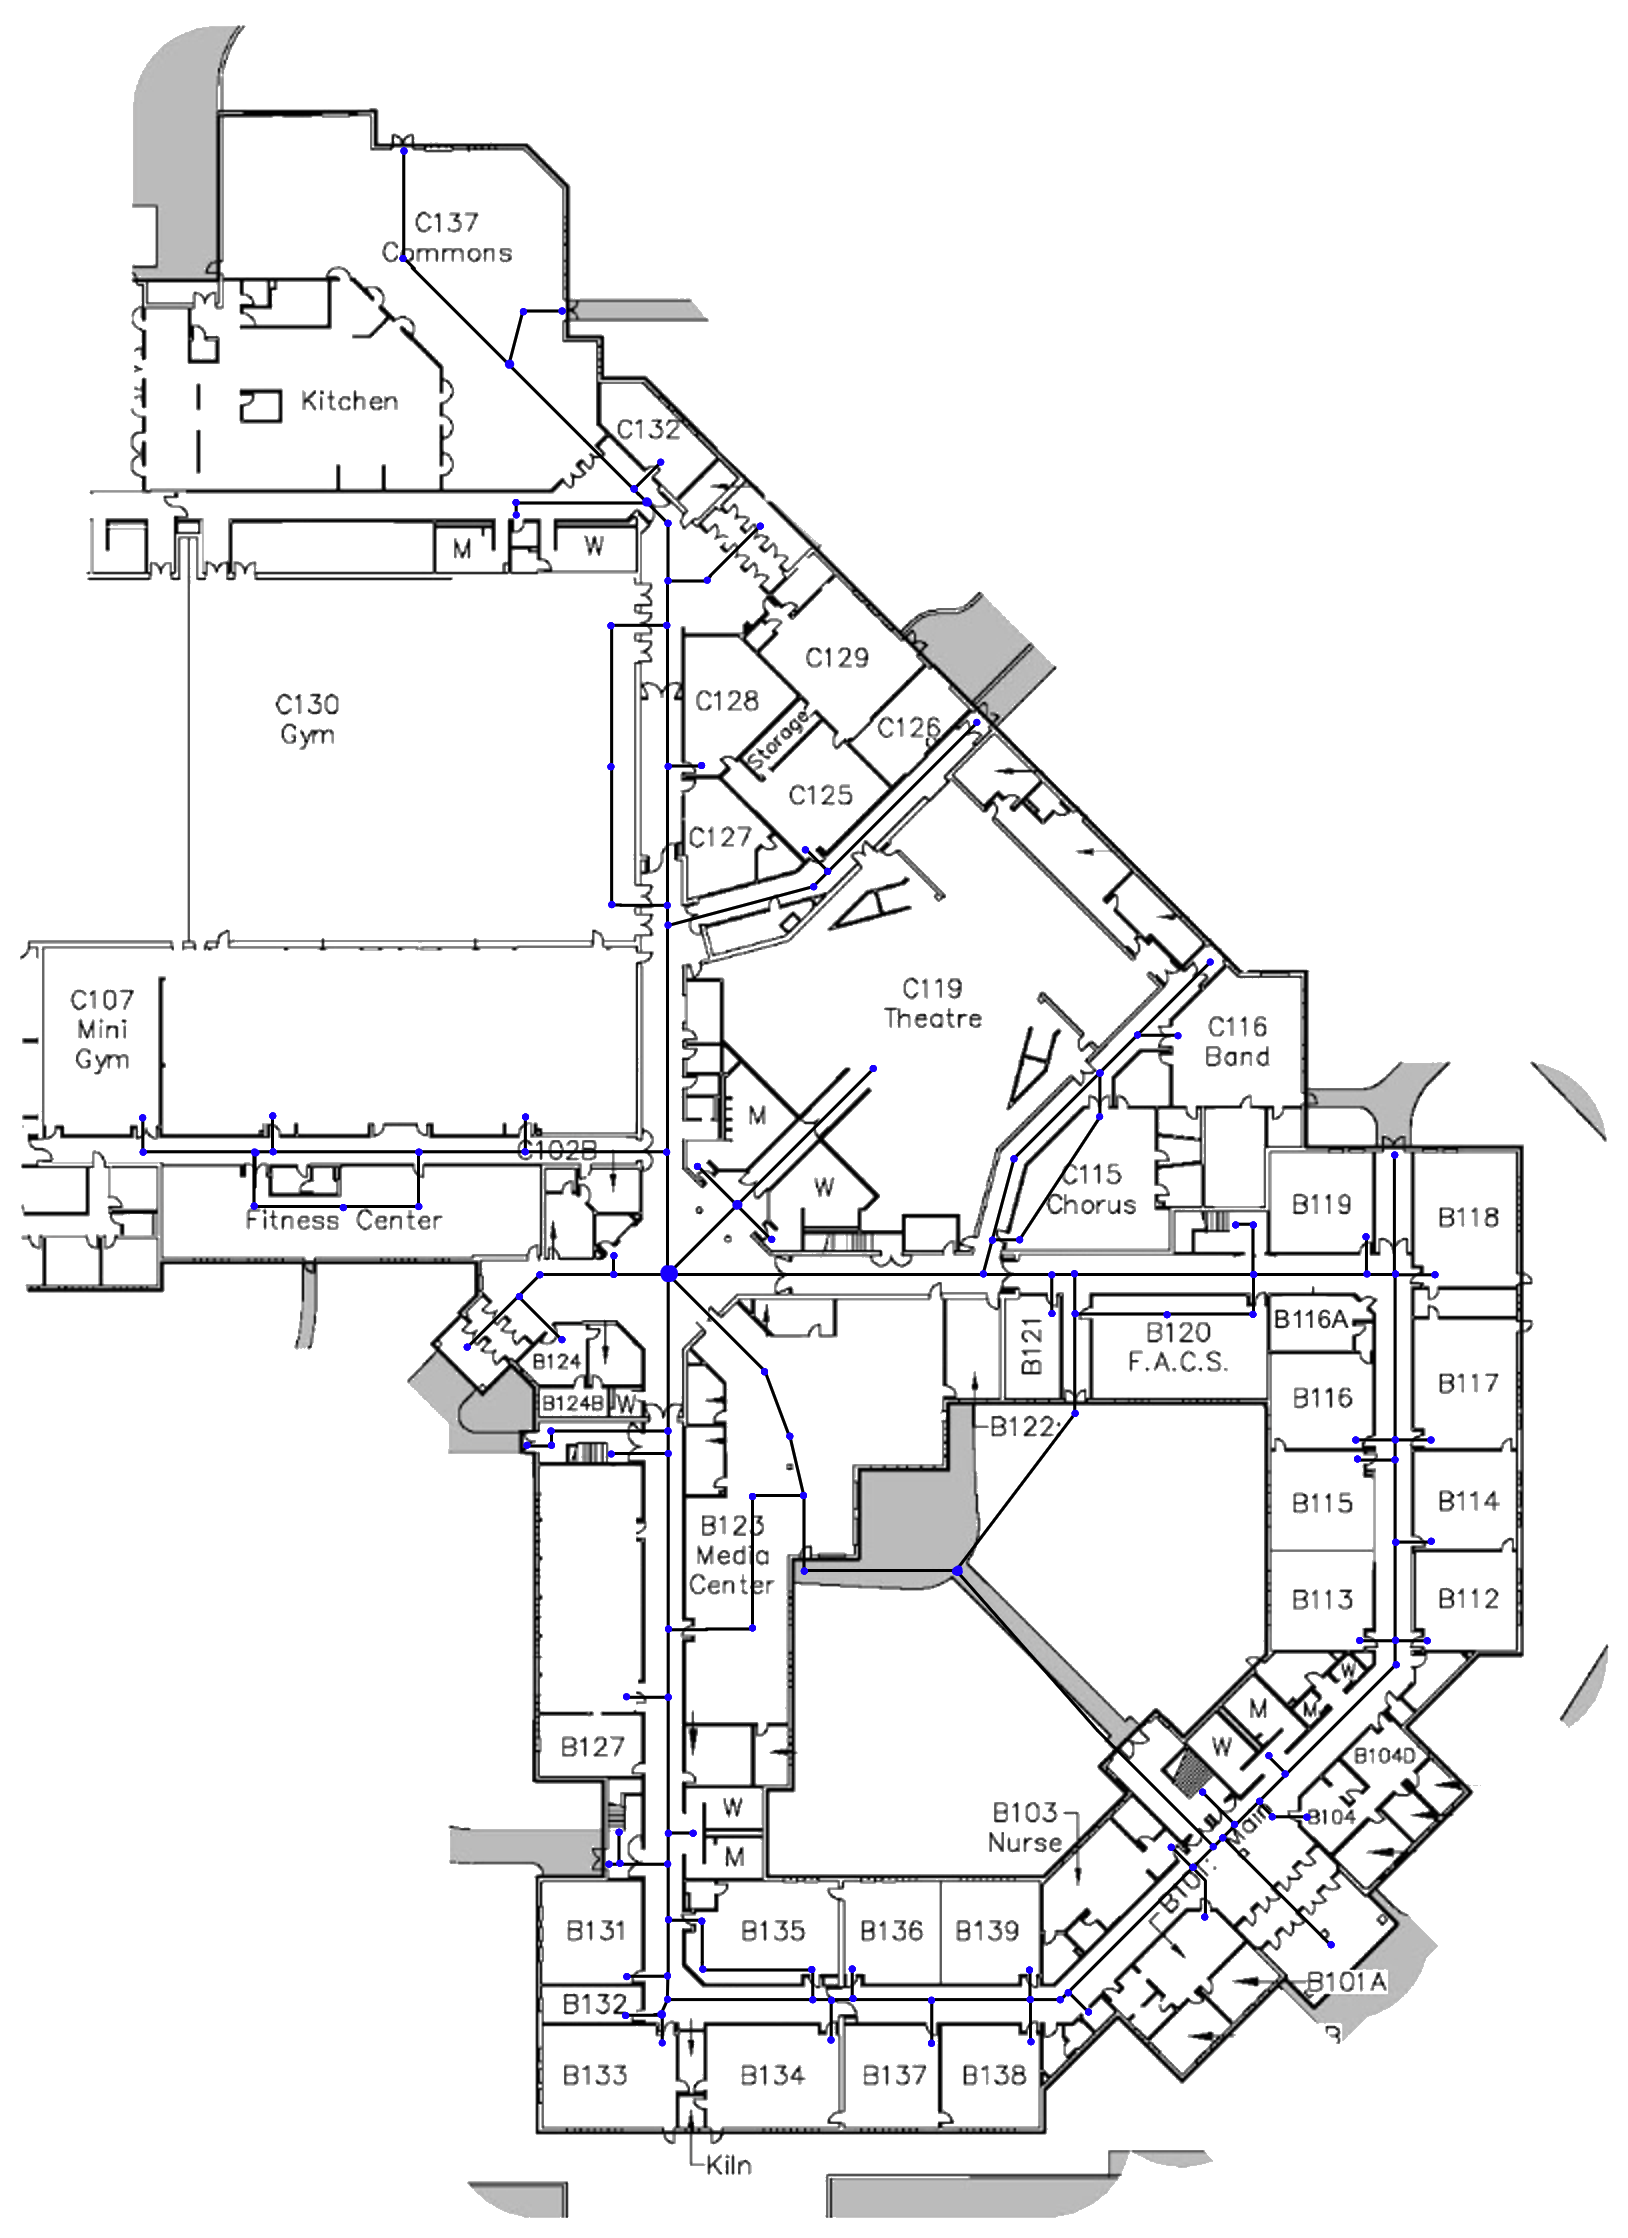 C137
Commons
Kitchen
C132
M
W
C129
C130
Gym
C128
Storage
C126
C125
C127
C107
Mini
Gym
C119
Theatre
C116
Band
M
C102B
W
C115
Chorus
B119
B118
Fitness Center
B116A
B121
B120
F.A.C.S.
B124
B124B
W
B116
B117
B122
B123
Media
Center
B115
B114
B113
B112
W
M
M
W
B127
B104D
W
B103
Nurse
B104
Main
M
B101
B131
B135
B136
B139
B101A
B132
B133
B134
B137
B138
Kiln